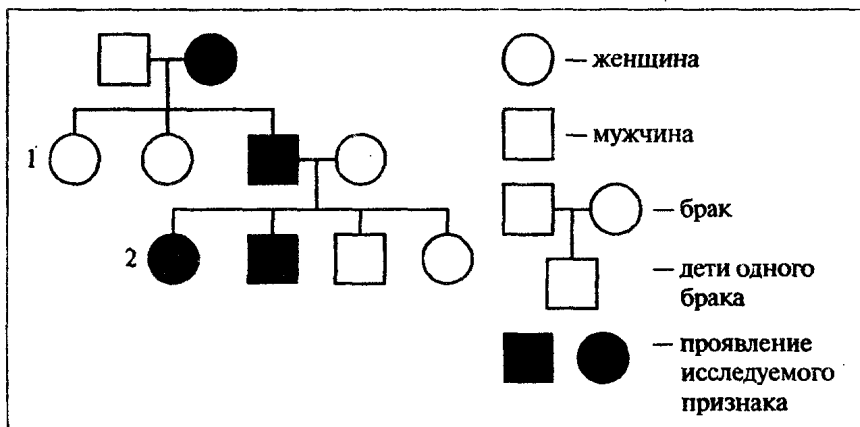 — женщина
1
— мужчина
— брак
2
— дети одного
брака
— проявление
исследуемого
признака